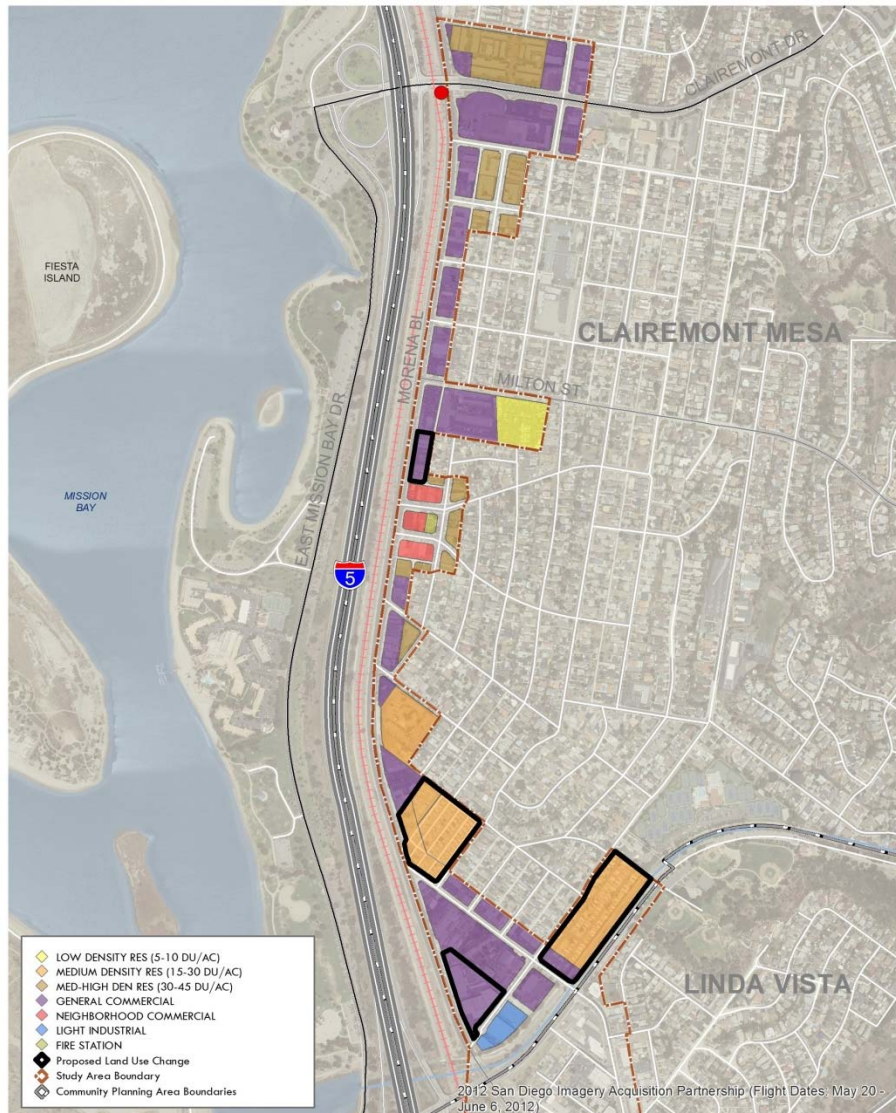 CLAIREMONT DR
FIESTA
ISLAND
MORENA BL
CLAIREMONT MESA
MILTON ST
EAST MISSION BAY DR
MISSION
BAY
5
LINDA VISTA
LOW DENSITY RES (5-10 DU/AC)
MEDIUM DENSITY RES (15-30 DU/AC)
MED-HIGH DEN RES (30-45 DU/AC)
GENERAL COMMERCIAL
NEIGHBORHOOD COMMERCIAL
LIGHT INDUSTRIAL
FIRE STATION
Proposed Land Use Change
Study Area Boundary
Community Planning Area Boundaries
2012 San Diego Imagery Acquisition Partnership (Flight Dates: May 20 -
June 6, 2012)